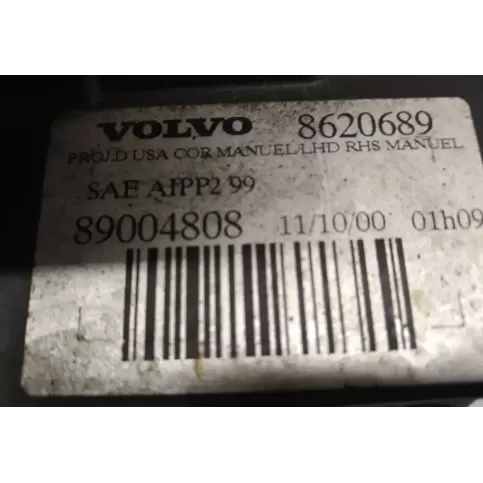 VOLVO 8620689
PROJ.D USA COR MANUEL/LHD RHS MANUEL
SAE AIPP2 99
89004808 11/10/00 01h09